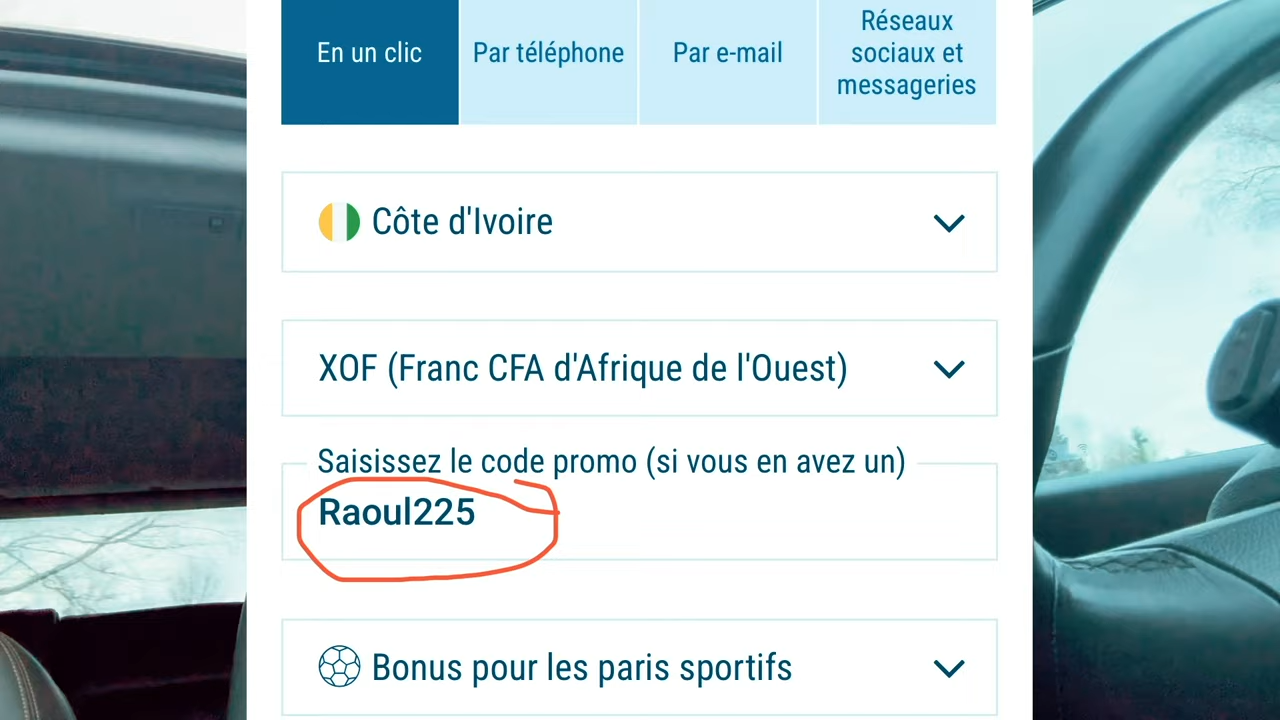 En un clic
Par téléphone
Par e-mail
Réseaux
sociaux et
messageries
Côte d'Ivoire
XOF (Franc CFA d'Afrique de l'Ouest)
Saisissez le code promo (si vous en avez un)
Raoul225
Bonus pour les paris sportifs